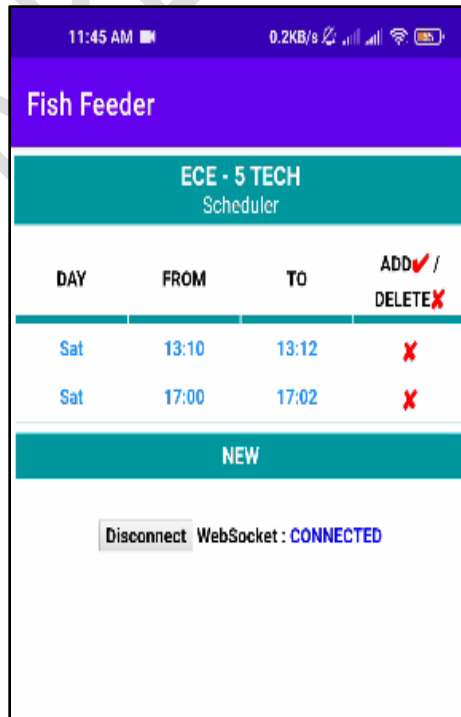 11:45 AM 0.2KB/s
Fish Feeder
ECE - 5 TECH
Scheduler
DAY FROM TO ADD✔ / DELETE✘
Sat 13:10 13:12 ✘
Sat 17:00 17:02 ✘
NEW
Disconnect WebSocket : CONNECTED